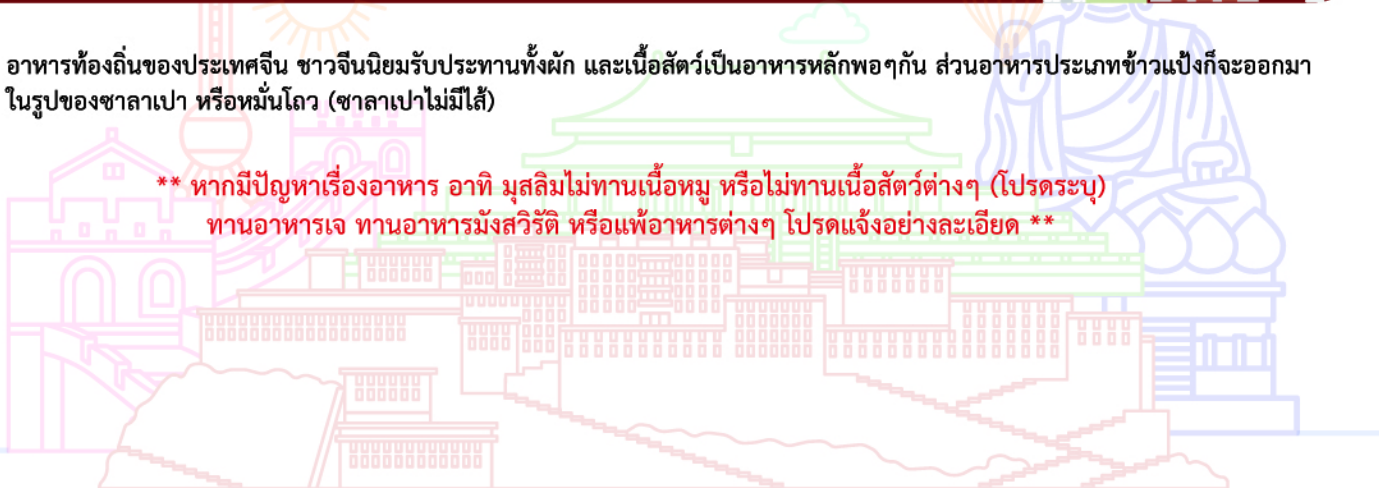 อาหารท้องถิ่นของประเทศจีน ชาวจีนนิยมรับประทานทั้งผัก และเนื้อสัตว์เป็นอาหารหลักพอๆกัน ส่วนอาหารประเภทข้าวแป้งก็จะออกมา
ในรูปของซาลาเปา หรือหมั่นโถว (ซาลาเปาไม่มีไส้)
** หากมีปัญหาเรื่องอาหาร อาทิ มุสลิมไม่ทานเนื้อหมู หรือไม่ทานเนื้อสัตว์ต่างๆ (โปรดระบุ)
ทานอาหารเจ ทานอาหารมังสวิรัติ หรือแพ้อาหารต่างๆ โปรดแจ้งอย่างละเอียด **